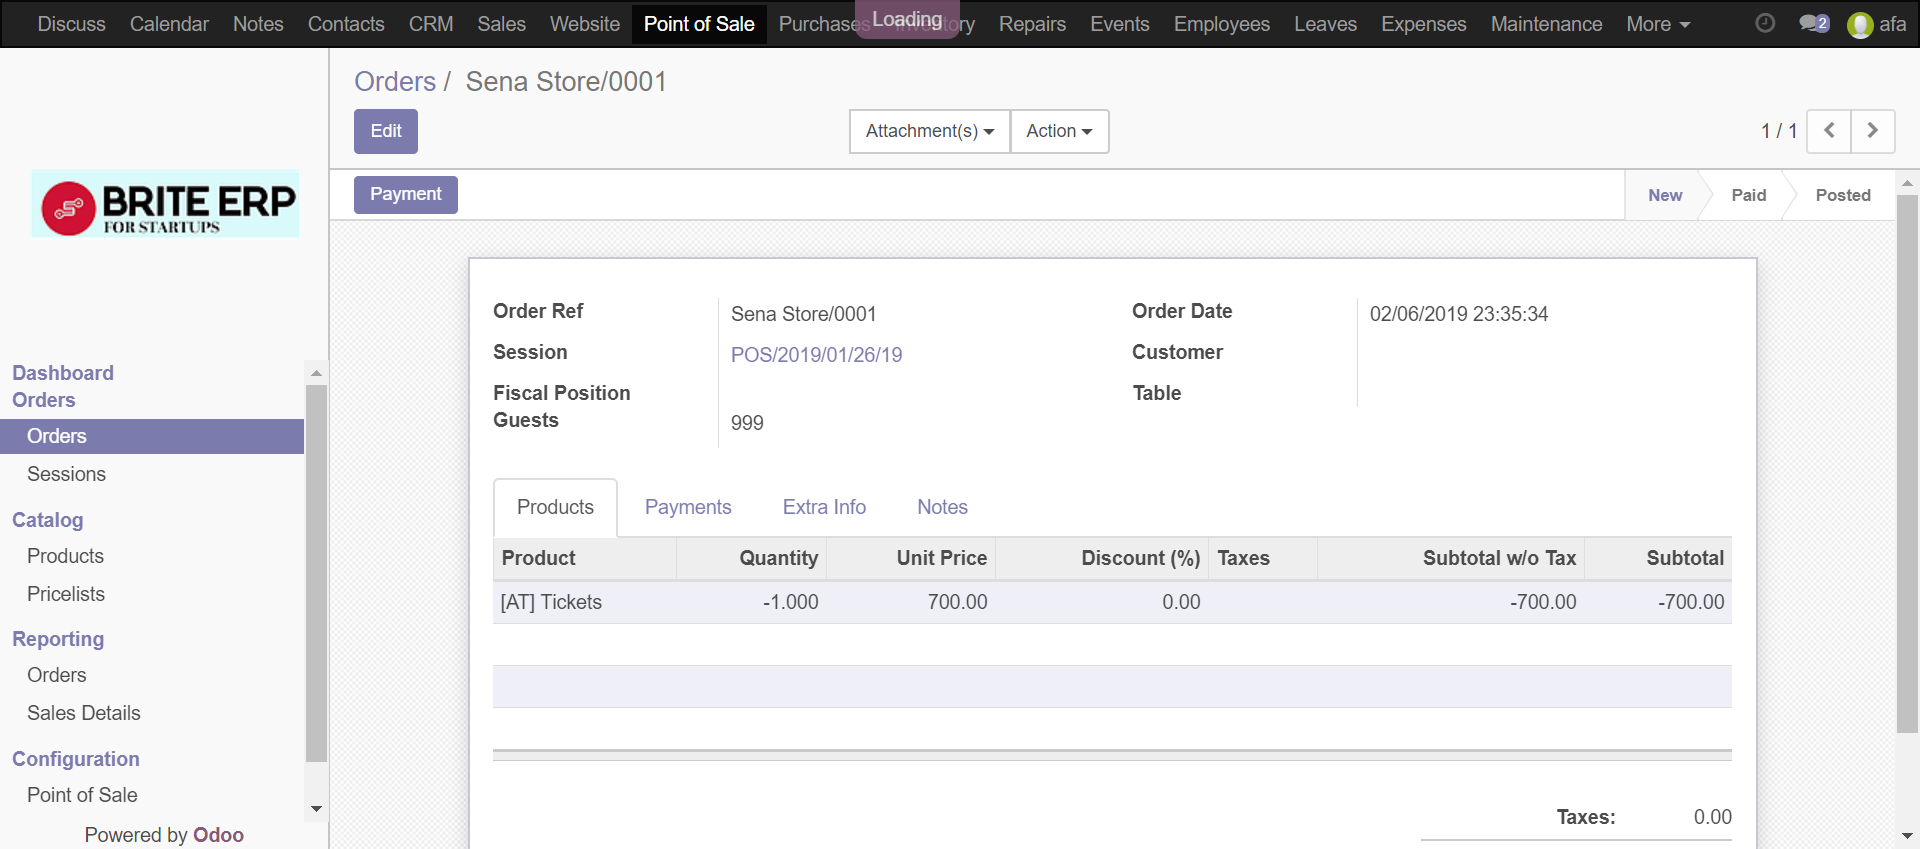 Discuss Calendar Notes Contacts CRM Sales Website Point of Sale Purchases Inventory Repairs Events Employees Leaves Expenses Maintenance More 2 afa
Loading
Orders / Sena Store/0001
Edit Attachment(s) Action 1 / 1
Payment New Paid Posted
BRITE ERP
FOR STARTUPS
Dashboard
Orders
Orders
Sessions
Catalog
Products
Pricelists
Reporting
Orders
Sales Details
Configuration
Point of Sale
Powered by Odoo
Order Ref Sena Store/0001 Order Date 02/06/2019 23:35:34
Session POS/2019/01/26/19 Customer
Fiscal Position Table
Guests 999
Products Payments Extra Info Notes
Product Quantity Unit Price Discount (%) Taxes Subtotal w/o Tax Subtotal
[AT] Tickets -1.000 700.00 0.00 -700.00 -700.00
Taxes: 0.00